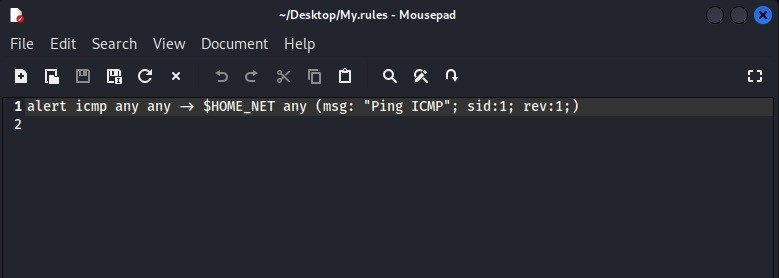 ~/Desktop/My.rules - Mousepad
File Edit Search View Document Help
1 alert icmp any any -> $HOME_NET any (msg: "Ping ICMP"; sid:1; rev:1;)
2